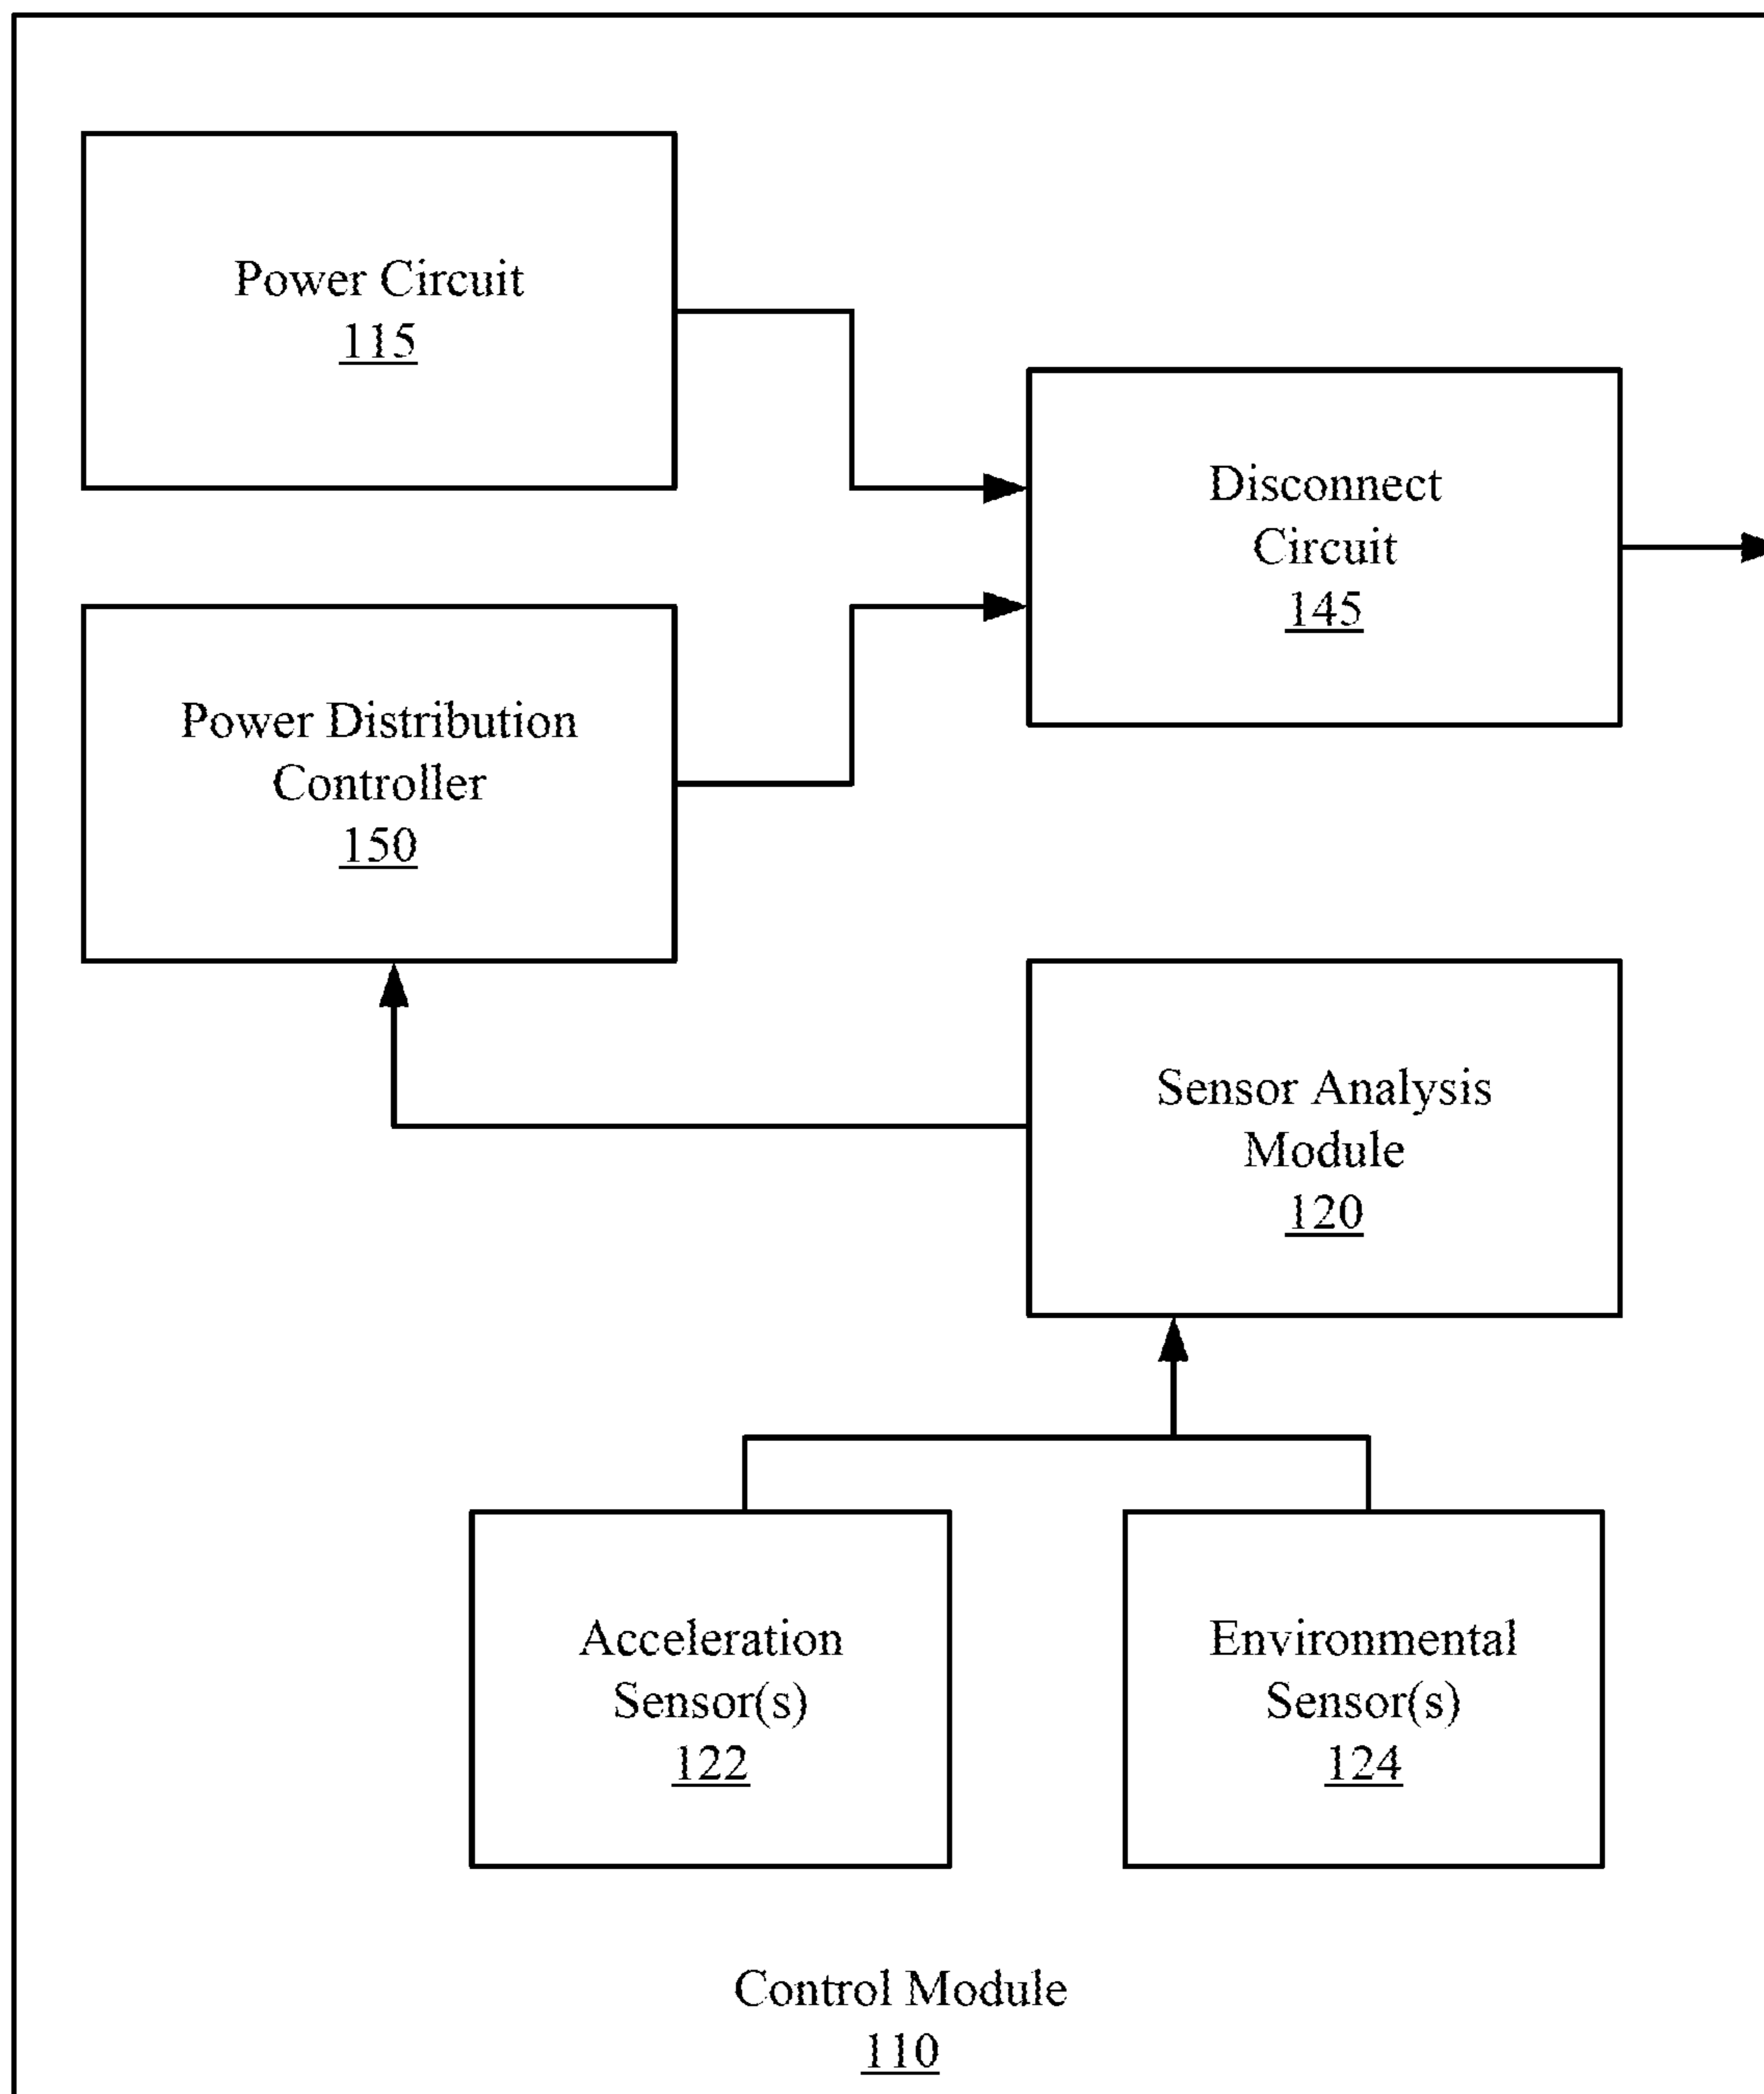 Power Circuit
115
Disconnect
Circuit
145
Power Distribution
Controller
150
Sensor Analysis
Module
120
Acceleration
Sensor(s)
122
Environmental
Sensor(s)
124
Control Module
110